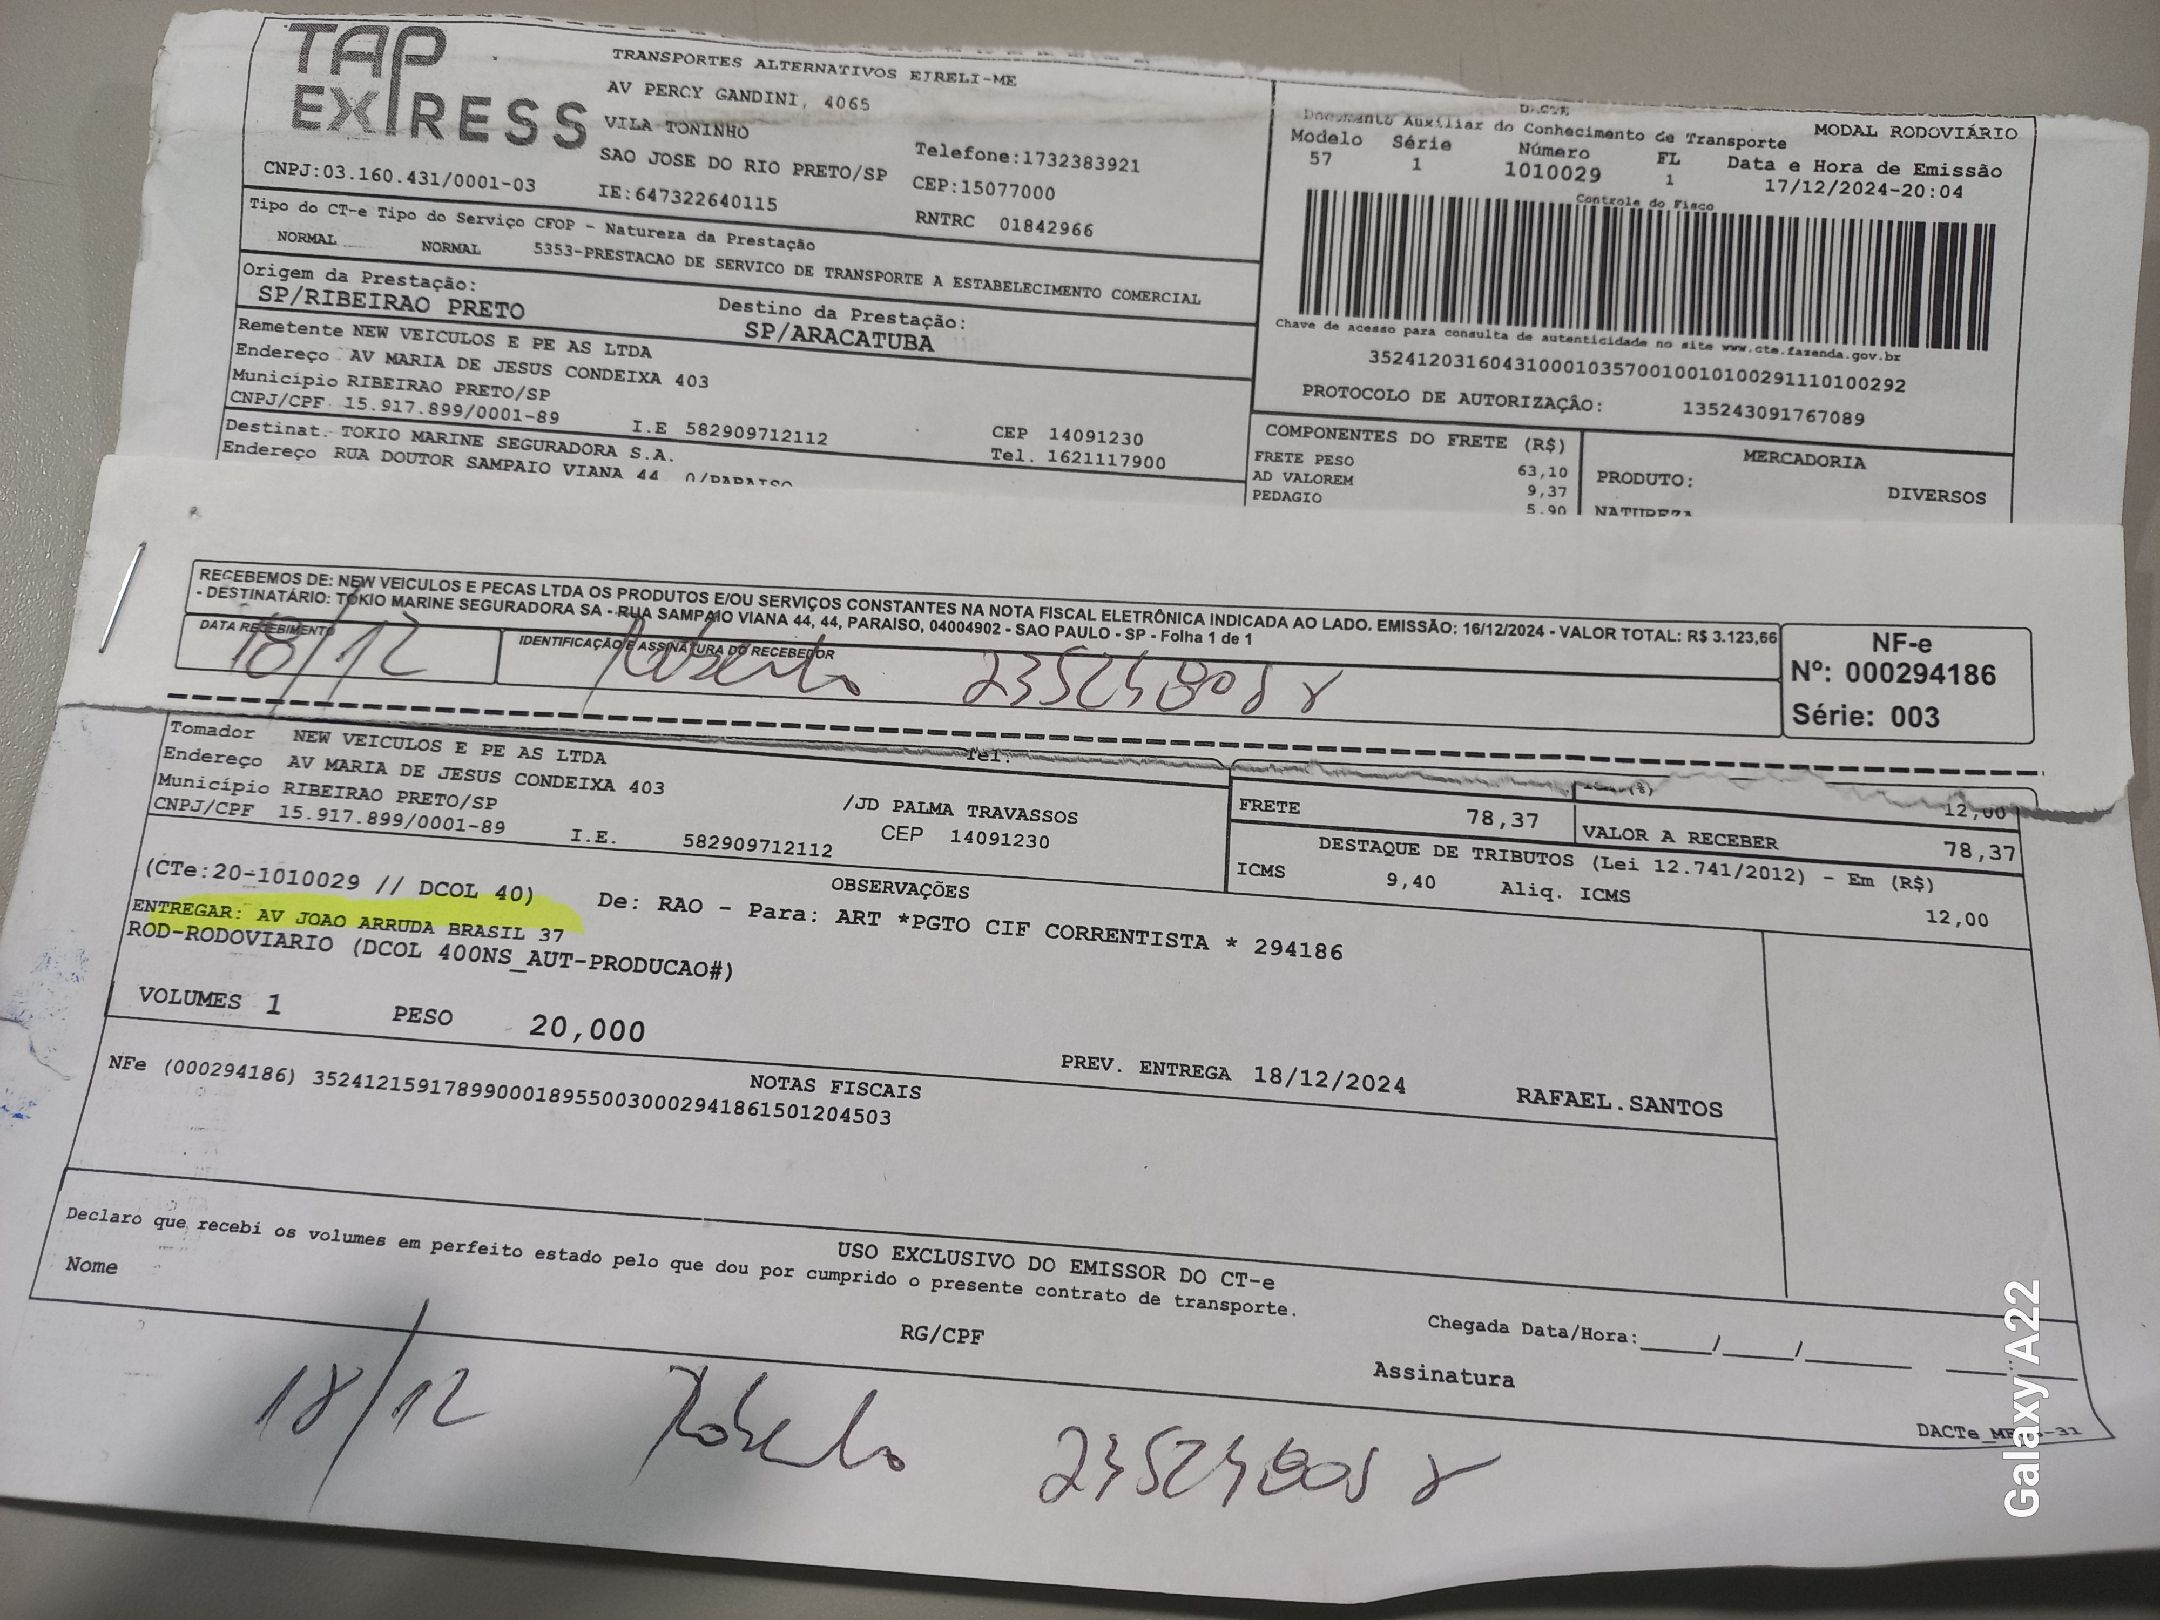 TAP
EXPRESS
TRANSPORTES ALTERNATIVOS EIRELI-ME
AV PERCY GANDINI, 4065
VILA TONINHO
SAO JOSE DO RIO PRETO/SP
Telefone:1732383921
CEP:15077000
CNPJ:03.160.431/0001-03
IE:647322640115
RNTRC 01842966
Tipo do CT-e Tipo do Serviço CFOP - Natureza da Prestação
NORMAL NORMAL 5353-PRESTACAO DE SERVICO DE TRANSPORTE A ESTABELECIMENTO COMERCIAL
Origem da Prestação:
SP/RIBEIRAO PRETO
Destino da Prestação:
SP/ARACATUBA
Remetente NEW VEICULOS E PE AS LTDA
Endereço AV MARIA DE JESUS CONDEIXA 403
Município RIBEIRAO PRETO/SP
CNPJ/CPF 15.917.899/0001-89 I.E 582909712112
CEP 14091230
Tel. 1621117900
Destinat. TOKIO MARINE SEGURADORA S.A.
Endereço RUA DOUTOR SAMPAIO VIANA 44 0/PARAISO
DACTE
Documento Auxiliar do Conhecimento de Transporte
MODAL RODOVIÁRIO
Modelo Série Número FL Data e Hora de Emissão
57 1 1010029 1 17/12/2024-20:04
Controle do Fisco
Chave de acesso para consulta de autenticidade no site www.cte.fazenda.gov.br
35241203160431000103570010010100291110100292
PROTOCOLO DE AUTORIZAÇÃO: 135243091767089
COMPONENTES DO FRETE (R$)
FRETE PESO 63,10
AD VALOREM 9,37
PEDAGIO 5,90
MERCADORIA
PRODUTO: DIVERSOS
NATUREZA
RECEBEMOS DE: NEW VEICULOS E PECAS LTDA OS PRODUTOS E/OU SERVIÇOS CONSTANTES NA NOTA FISCAL ELETRÔNICA INDICADA AO LADO. EMISSÃO: 16/12/2024 - VALOR TOTAL: R$ 3.123,66
- DESTINATÁRIO: TOKIO MARINE SEGURADORA SA - RUA SAMPAIO VIANA 44, 44, PARAISO, 04004902 - SAO PAULO - SP - Folha 1 de 1
DATA RECEBIMENTO
18/12
IDENTIFICAÇÃO E ASSINATURA DO RECEBEDOR
Roberto
NF-e
Nº: 000294186
Série: 003
Tomador NEW VEICULOS E PE AS LTDA
Endereço AV MARIA DE JESUS CONDEIXA 403
Município RIBEIRAO PRETO/SP
CNPJ/CPF 15.917.899/0001-89 I.E. 582909712112
Tel.
/JD PALMA TRAVASSOS
CEP 14091230
12,00
FRETE 78,37
VALOR A RECEBER 78,37
DESTAQUE DE TRIBUTOS (Lei 12.741/2012) - Em (R$)
ICMS 9,40 Aliq. ICMS 12,00
OBSERVAÇÕES
(CTe:20-1010029 // DCOL 40) De: RAO - Para: ART *PGTO CIF CORRENTISTA * 294186
ENTREGAR: AV JOAO ARRUDA BRASIL 37
ROD-RODOVIARIO (DCOL 400NS_AUT-PRODUCAO#)
VOLUMES 1 PESO 20,000
PREV. ENTREGA 18/12/2024 RAFAEL.SANTOS
NOTAS FISCAIS
NFe (000294186) 35241215917899000189550030002941861501204503
USO EXCLUSIVO DO EMISSOR DO CT-e
Declaro que recebi os volumes em perfeito estado pelo que dou por cumprido o presente contrato de transporte.
Nome
RG/CPF
Chegada Data/Hora:_____/_____/______
Assinatura
18/12 Roberto
Galaxy A22